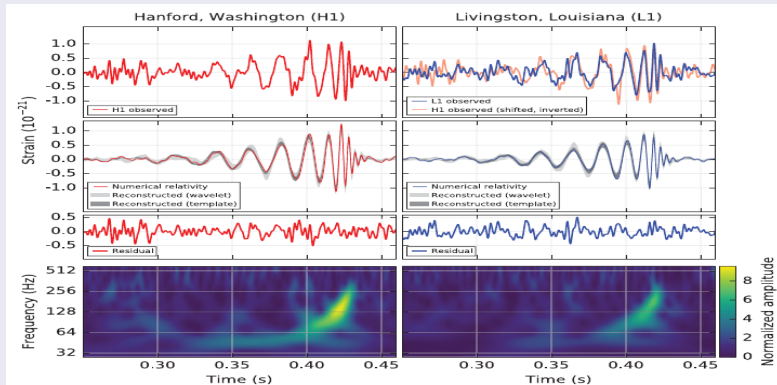 Hanford, Washington (H1)
Livingston, Louisiana (L1)
Strain (10⁻²¹)
1.0
0.5
0.0
-0.5
-1.0
H1 observed
L1 observed
H1 observed (shifted, inverted)
1.0
0.5
0.0
-0.5
-1.0
Numerical relativity
Reconstructed (wavelet)
Reconstructed (template)
Numerical relativity
Reconstructed (wavelet)
Reconstructed (template)
0.5
0.0
-0.5
Residual
Residual
Frequency (Hz)
512
256
128
64
32
Normalized amplitude
8
6
4
2
0
0.30
0.35
0.40
0.45
0.30
0.35
0.40
0.45
Time (s)
Time (s)